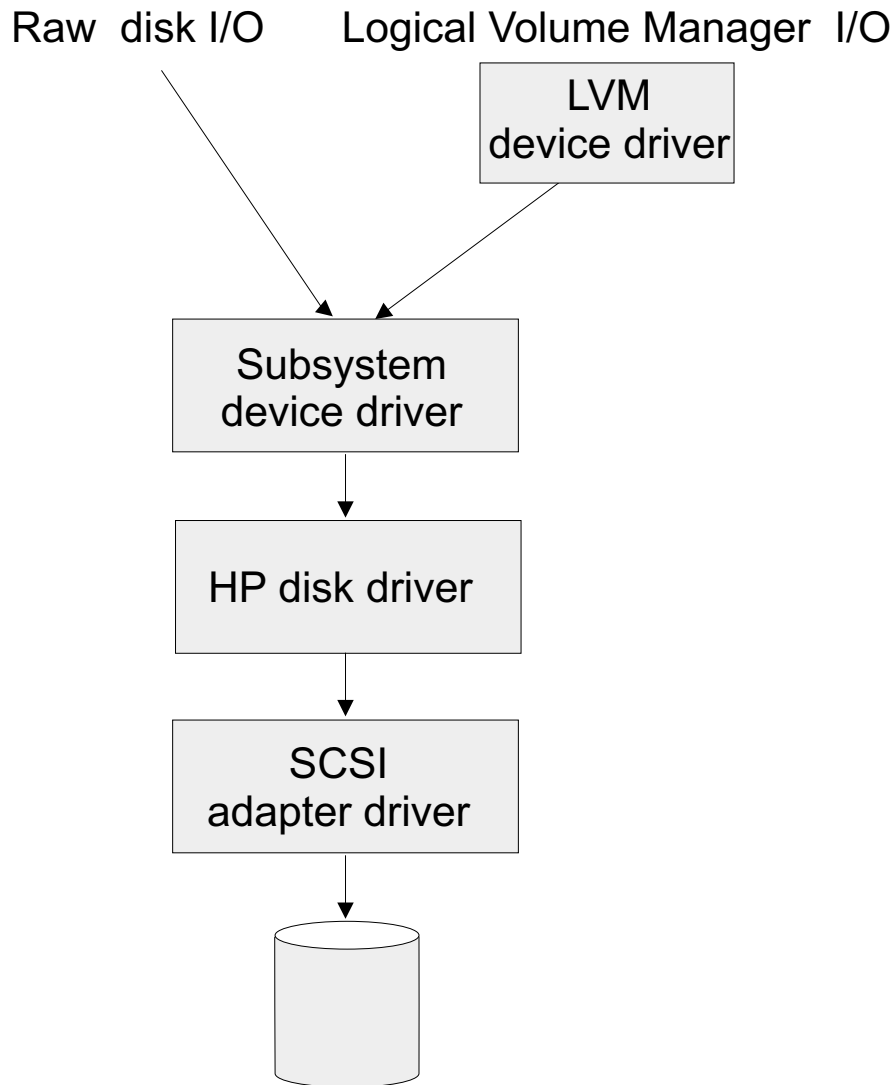 Raw disk I/O
Logical Volume Manager I/O
LVM
device driver
Subsystem
device driver
HP disk driver
SCSI
adapter driver